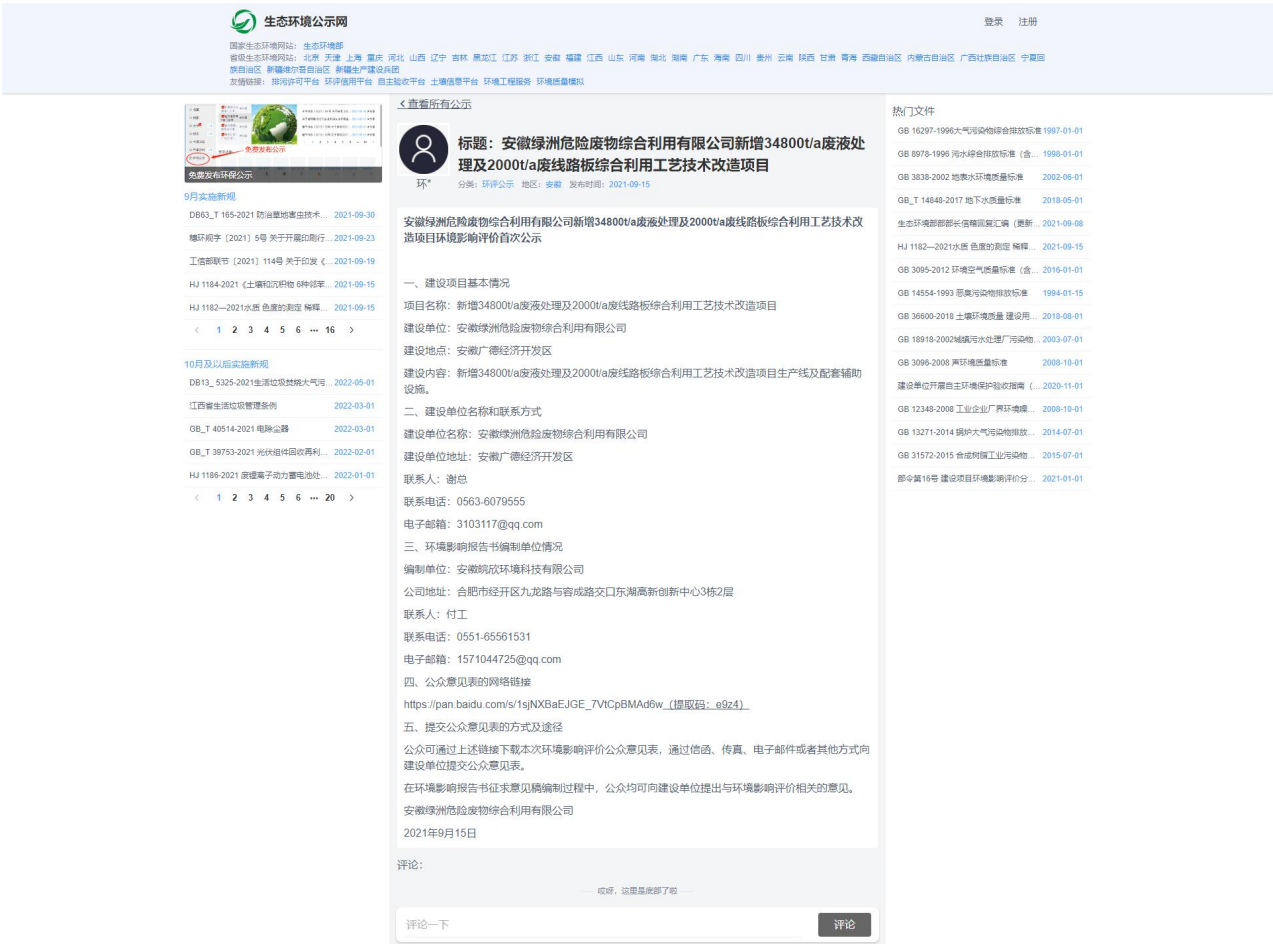 生态环境公示网
登录 注册
国家生态环境网站： 生态环境部
省级生态环境网站： 北京 天津 上海 重庆 河北 山西 辽宁 吉林 黑龙江 江苏 浙江 安徽 福建 江西 山东 河南 湖北 湖南 广东 海南 四川 贵州 云南 陕西 甘肃 青海 西藏自治区 内蒙古自治区 广西壮族自治区 宁夏回
族自治区 新疆维尔吾自治区 新疆生产建设兵团
友情链接： 排污许可平台 环评信用平台 自主验收平台 土壤信息平台 环境工程服务 环境质量模拟
免费发布公示
免费发布环保公示
9月实施新规
DB63_T 165-2021 防治草地害虫技术... 2021-09-30
穗环规字〔2021〕5号 关于开展印刷行... 2021-09-23
工信部联节〔2021〕114号 关于印发《... 2021-09-19
HJ 1184-2021《土壤和沉积物 6种邻苯... 2021-09-15
HJ 1182—2021水质 色度的测定 稀释... 2021-09-15
< 1 2 3 4 5 6 ··· 16 >
10月及以后实施新规
DB13_ 5325-2021生活垃圾焚烧大气污... 2022-05-01
江西省生活垃圾管理条例 2022-03-01
GB_T 40514-2021 电除尘器 2022-03-01
GB_T 39753-2021 光伏组件回收再利... 2022-02-01
HJ 1186-2021 废锂离子动力蓄电池处... 2022-01-01
< 1 2 3 4 5 6 ··· 20 >
<查看所有公示
标题：安徽绿洲危险废物综合利用有限公司新增34800t/a废液处
理及2000t/a废线路板综合利用工艺技术改造项目
环*
分类： 环评公示 地区： 安徽 发布时间： 2021-09-15
安徽绿洲危险废物综合利用有限公司新增34800t/a废液处理及2000t/a废线路板综合利用工艺技术改
造项目环境影响评价首次公示
一、建设项目基本情况
项目名称：新增34800t/a废液处理及2000t/a废线路板综合利用工艺技术改造项目
建设单位：安徽绿洲危险废物综合利用有限公司
建设地点：安徽广德经济开发区
建设内容：新增34800t/a废液处理及2000t/a废线路板综合利用工艺技术改造项目生产线及配套辅助
设施。
二、建设单位名称和联系方式
建设单位名称：安徽绿洲危险废物综合利用有限公司
建设单位地址：安徽广德经济开发区
联系人：谢总
联系电话：0563-6079555
电子邮箱：3103117@qq.com
三、环境影响报告书编制单位情况
编制单位：安徽皖欣环境科技有限公司
公司地址：合肥市经开区九龙路与容成路交口东湖高新创新中心3栋2层
联系人：付工
联系电话：0551-65561531
电子邮箱：1571044725@qq.com
四、公众意见表的网络链接
https://pan.baidu.com/s/1sjNXBaEJGE_7VtCpBMAd6w（提取码：e9z4）
五、提交公众意见表的方式及途径
公众可通过上述链接下载本次环境影响评价公众意见表，通过信函、传真、电子邮件或者其他方式向
建设单位提交公众意见表。
在环境影响报告书征求意见稿编制过程中，公众均可向建设单位提出与环境影响评价相关的意见。
安徽绿洲危险废物综合利用有限公司
2021年9月15日
评论：
哎呀，这里是底部了啦
评论一下
评论
热门文件
GB 16297-1996大气污染物综合排放标准 1997-01-01
GB 8978-1996 污水综合排放标准（含... 1998-01-01
GB 3838-2002 地表水环境质量标准 2002-06-01
GB_T 14848-2017 地下水质量标准 2018-05-01
生态环境部部长信箱回复汇编（更新... 2021-09-08
HJ 1182—2021水质 色度的测定 稀释... 2021-09-15
GB 3095-2012 环境空气质量标准（含... 2016-01-01
GB 14554-1993 恶臭污染物排放标准 1994-01-15
GB 36600-2018 土壤环境质量 建设用... 2018-08-01
GB 18918-2002城镇污水处理厂污染物... 2003-07-01
GB 3096-2008 声环境质量标准 2008-10-01
建设单位开展自主环境保护验收指南（... 2020-11-01
GB 12348-2008 工业企业厂界环境噪... 2008-10-01
GB 13271-2014 锅炉大气污染物排放... 2014-07-01
GB 31572-2015 合成树脂工业污染物... 2015-07-01
部令第16号 建设项目环境影响评价分... 2021-01-01